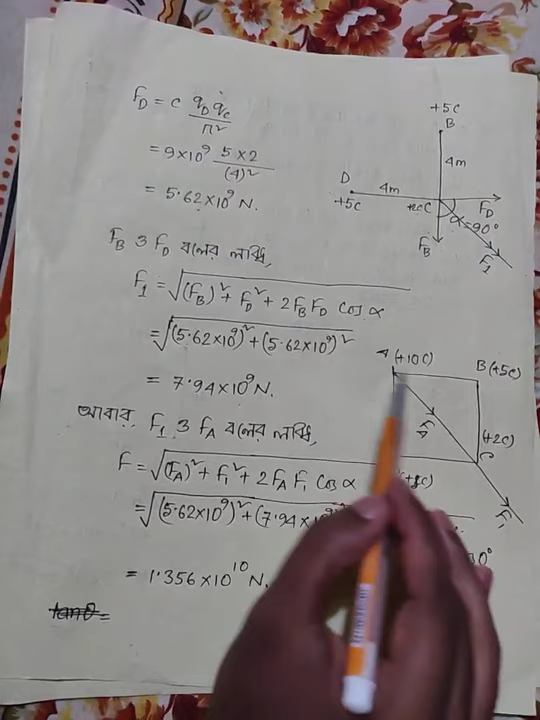 F_D = C q_D q_c / r²
= 9×10⁹ 5 × 2 / (4)²
= 5.62×10⁹ N.
F_B ও F_D বলের লব্ধি,
F_1 = √(F_B)² + F_D² + 2F_B F_D Cos α
= √(5.62×10⁹)² + (5.62×10⁹)²
= 7.94×10⁹ N.
আবার, F_1 ও F_A বলের লব্ধি,
F = √(F_A)² + F_1² + 2F_A F_1 Cos α
= √(5.62×10⁹)² + (7.94×10
= 1.356×10¹⁰ N.
tanθ =
+5C
B
4m
D
4m
+5C
C
F_D
α=90°
F_B
F_1
A (+10C)
B (+5C)
F_A
(+2C)
C
F_1
0°